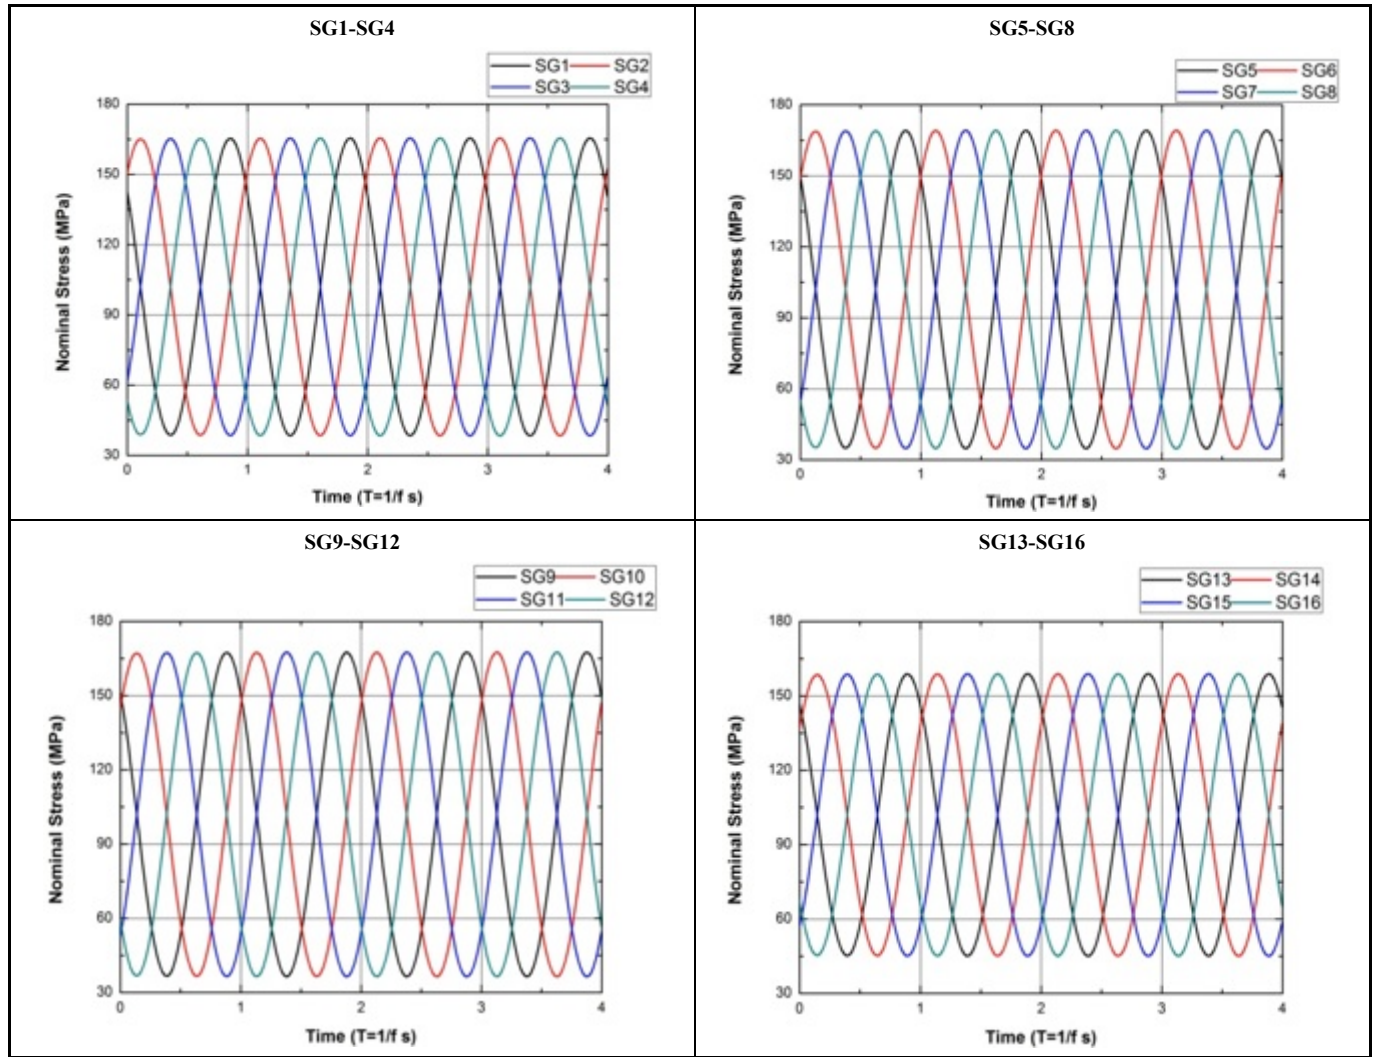 SG1-SG4
SG1 SG2
SG3 SG4
180
150
120
90
60
30
0 1 2 3 4
Nominal Stress (MPa)
Time (T=1/f s)
SG5-SG8
SG5 SG6
SG7 SG8
180
150
120
90
60
30
0 1 2 3 4
Nominal Stress (MPa)
Time (T=1/f s)
SG9-SG12
SG9 SG10
SG11 SG12
180
150
120
90
60
30
0 1 2 3 4
Nominal Stress (MPa)
Time (T=1/f s)
SG13-SG16
SG13 SG14
SG15 SG16
180
150
120
90
60
30
0 1 2 3 4
Nominal Stress (MPa)
Time (T=1/f s)